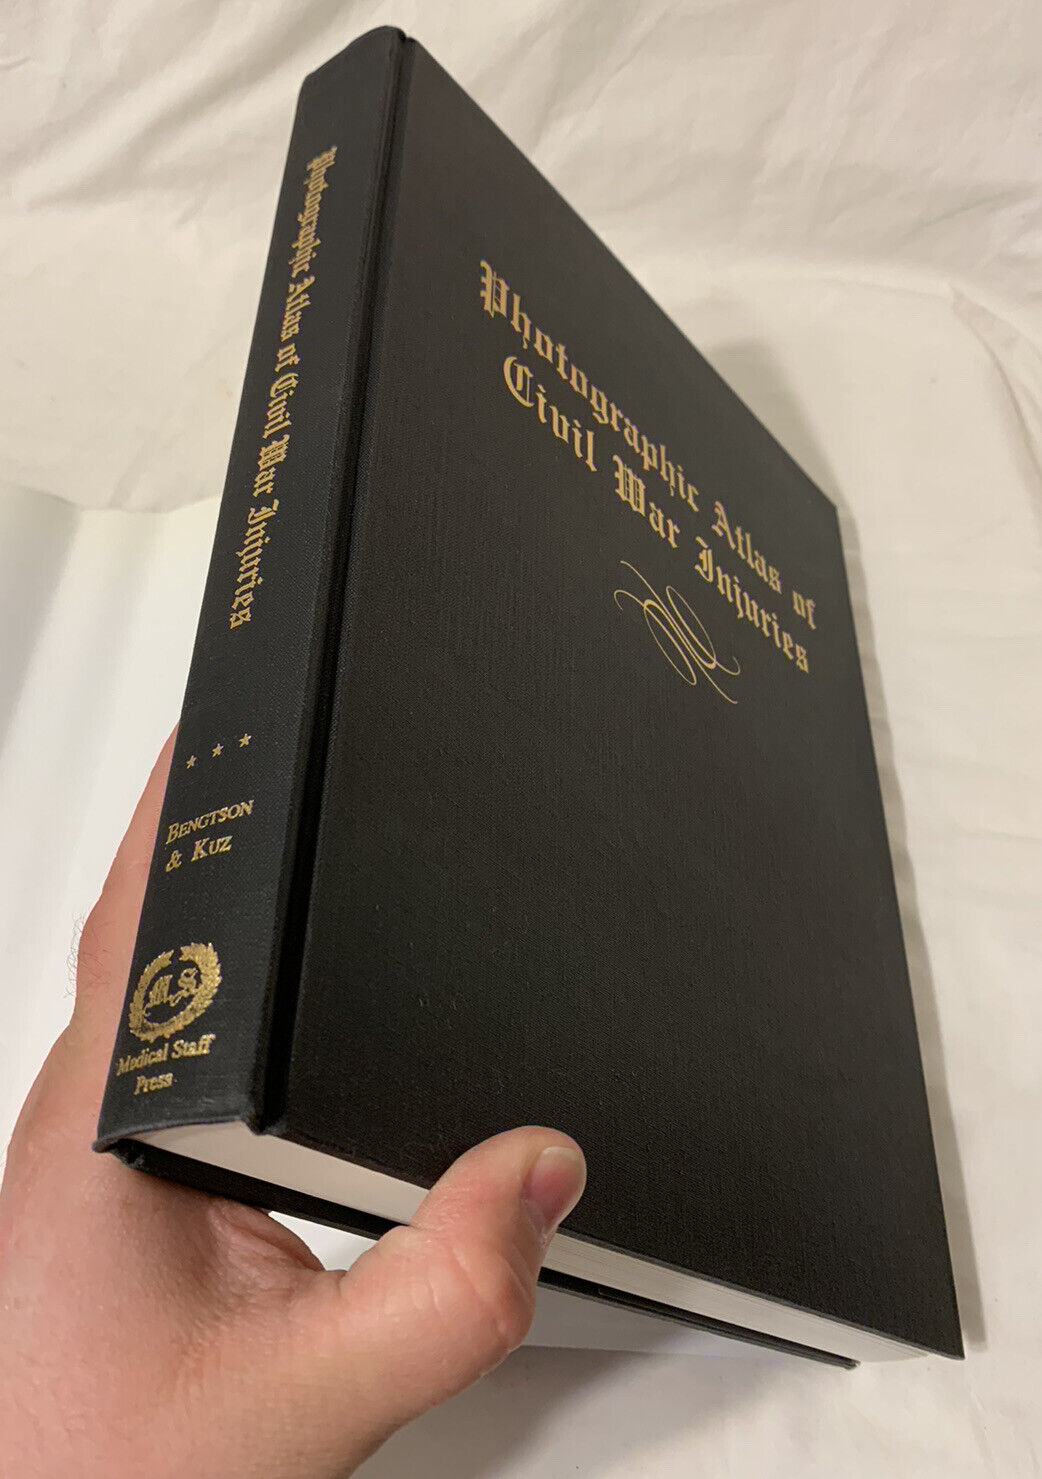 Photographic Atlas of Civil War Injuries
BENGTSON
& KUZ
M S
Medical Staff
Press
Photographic Atlas of
Civil War Injuries